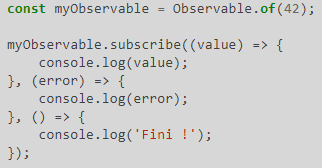 const myObservable = Observable.of(42);
myObservable.subscribe((value) => {
    console.log(value);
}, (error) => {
    console.log(error);
}, () => {
    console.log('Fini !');
});